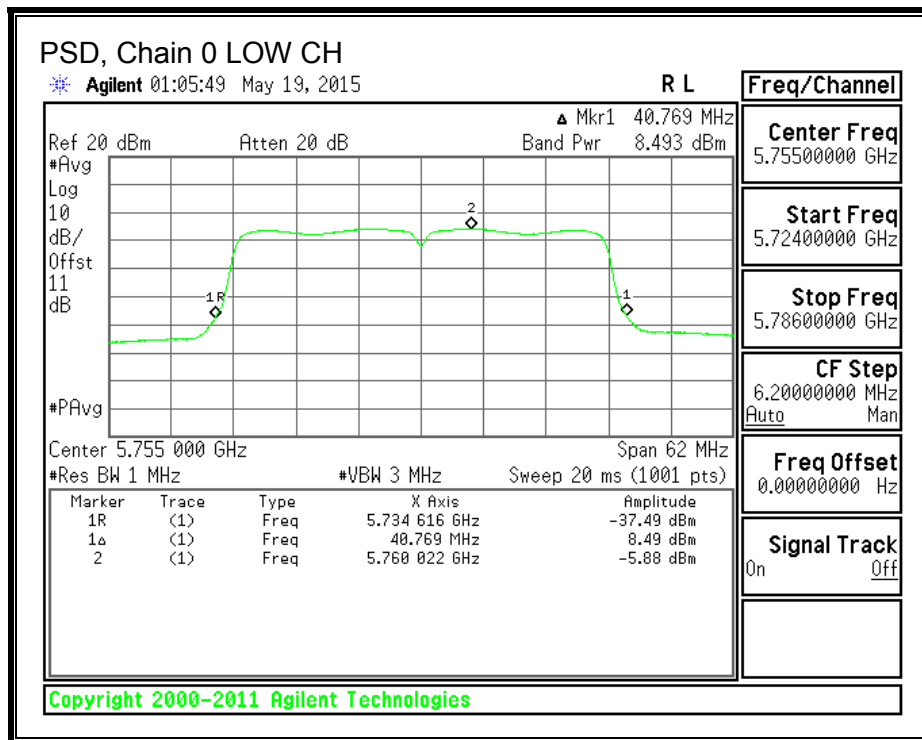 PSD, Chain 0 LOW CH
Agilent 01:05:49 May 19, 2015 R L
Freq/Channel
Δ Mkr1 40.769 MHz
Ref 20 dBm Atten 20 dB Band Pwr 8.493 dBm
#Avg
Log
10
dB/
Offst
11
dB
#PAvg
1R
2
1
Center 5.755 000 GHz Span 62 MHz
#Res BW 1 MHz #VBW 3 MHz Sweep 20 ms (1001 pts)
Marker Trace Type X Axis Amplitude
1R (1) Freq 5.734 616 GHz -37.49 dBm
1Δ (1) Freq 40.769 MHz 8.49 dBm
2 (1) Freq 5.760 022 GHz -5.88 dBm
Center Freq
5.75500000 GHz
Start Freq
5.72400000 GHz
Stop Freq
5.78600000 GHz
CF Step
6.20000000 MHz
Auto Man
Freq Offset
0.00000000 Hz
Signal Track
On Off
Copyright 2000-2011 Agilent Technologies